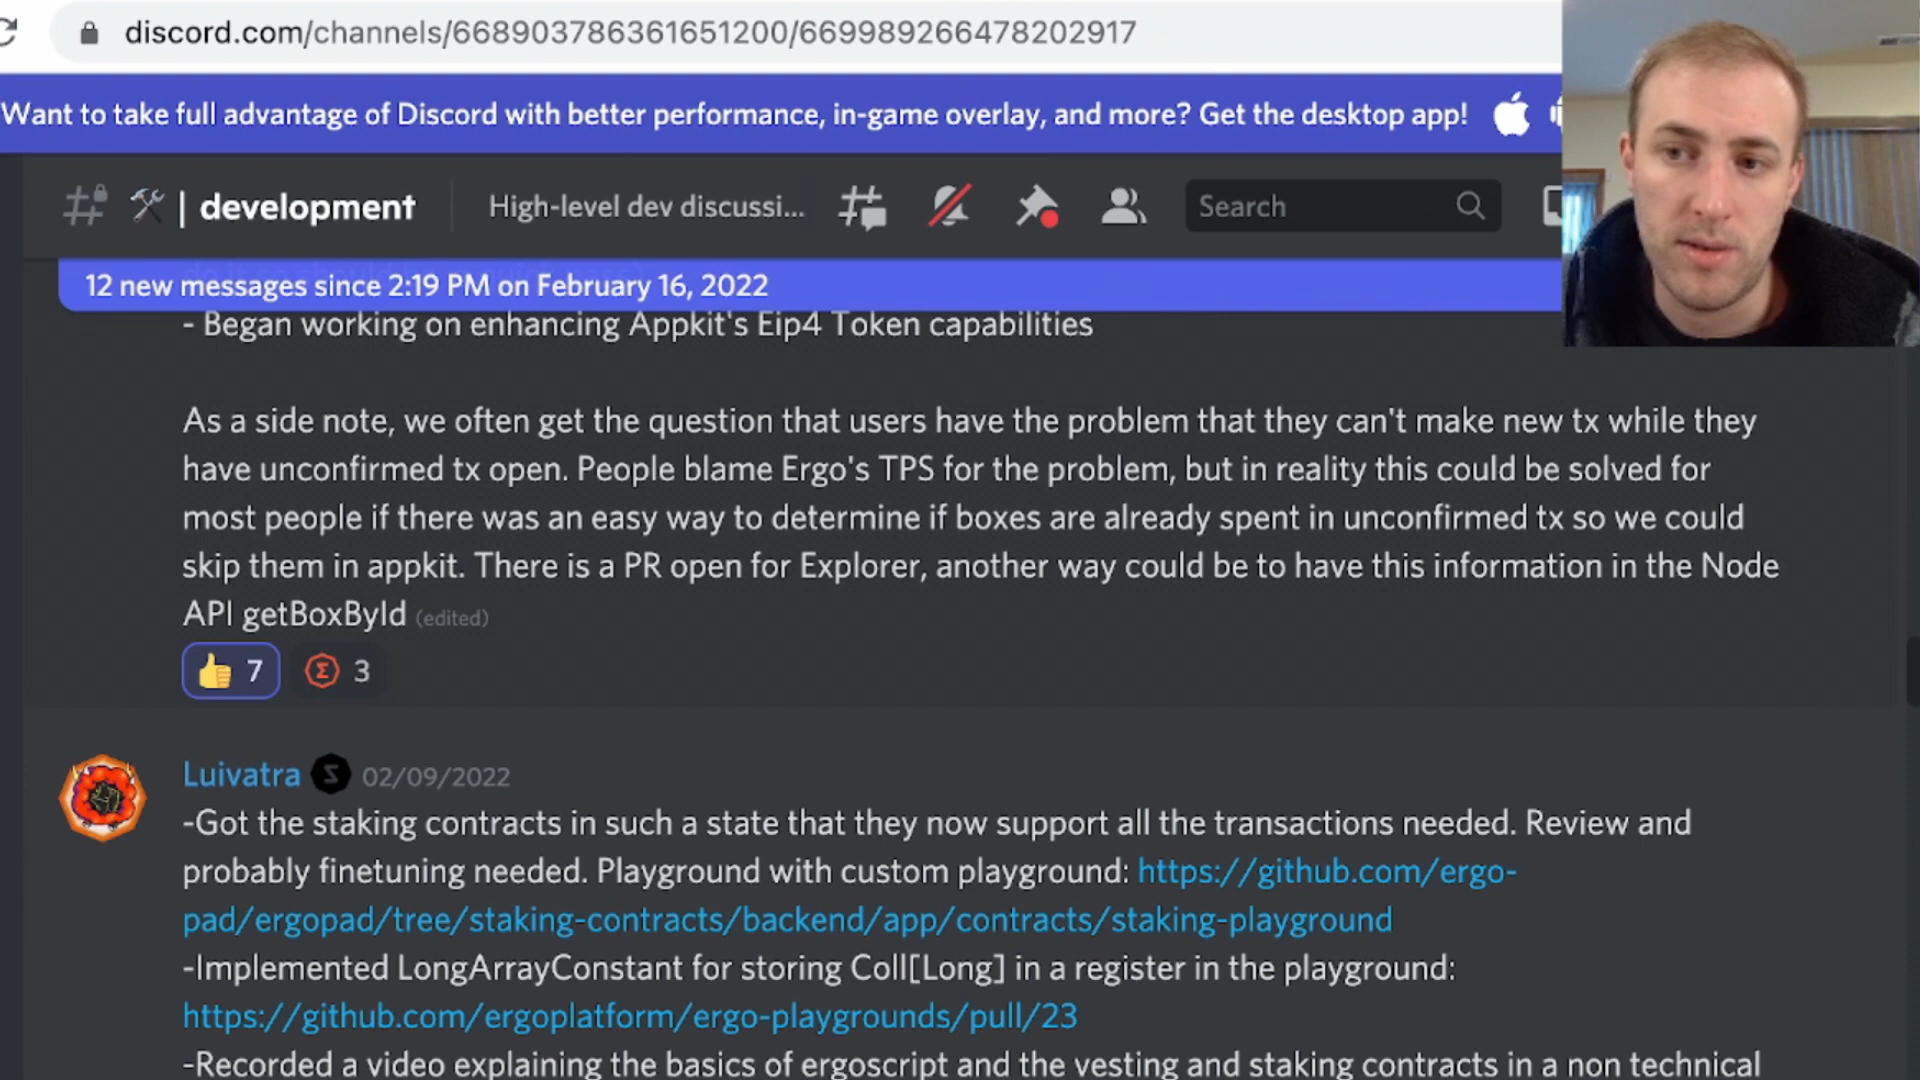 discord.com/channels/668903786361651200/669989266478202917
Want to take full advantage of Discord with better performance, in-game overlay, and more? Get the desktop app!
| development
High-level dev discussi...
Search
12 new messages since 2:19 PM on February 16, 2022
- Began working on enhancing Appkit's Eip4 Token capabilities
As a side note, we often get the question that users have the problem that they can't make new tx while they
have unconfirmed tx open. People blame Ergo's TPS for the problem, but in reality this could be solved for
most people if there was an easy way to determine if boxes are already spent in unconfirmed tx so we could
skip them in appkit. There is a PR open for Explorer, another way could be to have this information in the Node
API getBoxById (edited)
7 Σ 3
Luivatra 02/09/2022
-Got the staking contracts in such a state that they now support all the transactions needed. Review and
probably finetuning needed. Playground with custom playground: https://github.com/ergo-
pad/ergopad/tree/staking-contracts/backend/app/contracts/staking-playground
-Implemented LongArrayConstant for storing Coll[Long] in a register in the playground:
https://github.com/ergoplatform/ergo-playgrounds/pull/23
-Recorded a video explaining the basics of ergoscript and the vesting and staking contracts in a non technical